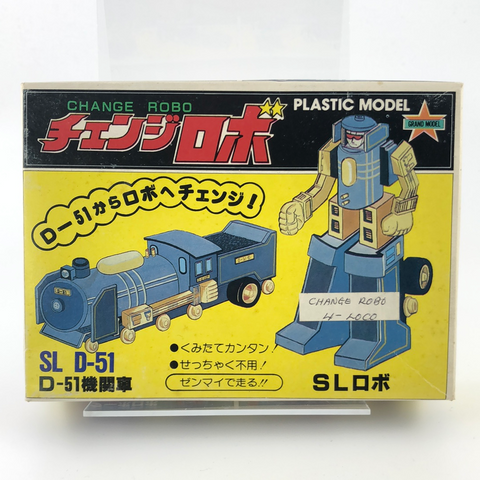 CHANGE ROBO
チェンジロボ
PLASTIC MODEL
GRAND MODEL
D-51からロボへチェンジ!
SL D-51
D-51機関車
●くみたてカンタン!
●せっちゃく不用!
ゼンマイで走る!!
CHANGE ROBO
4-LOCO
SLロボ